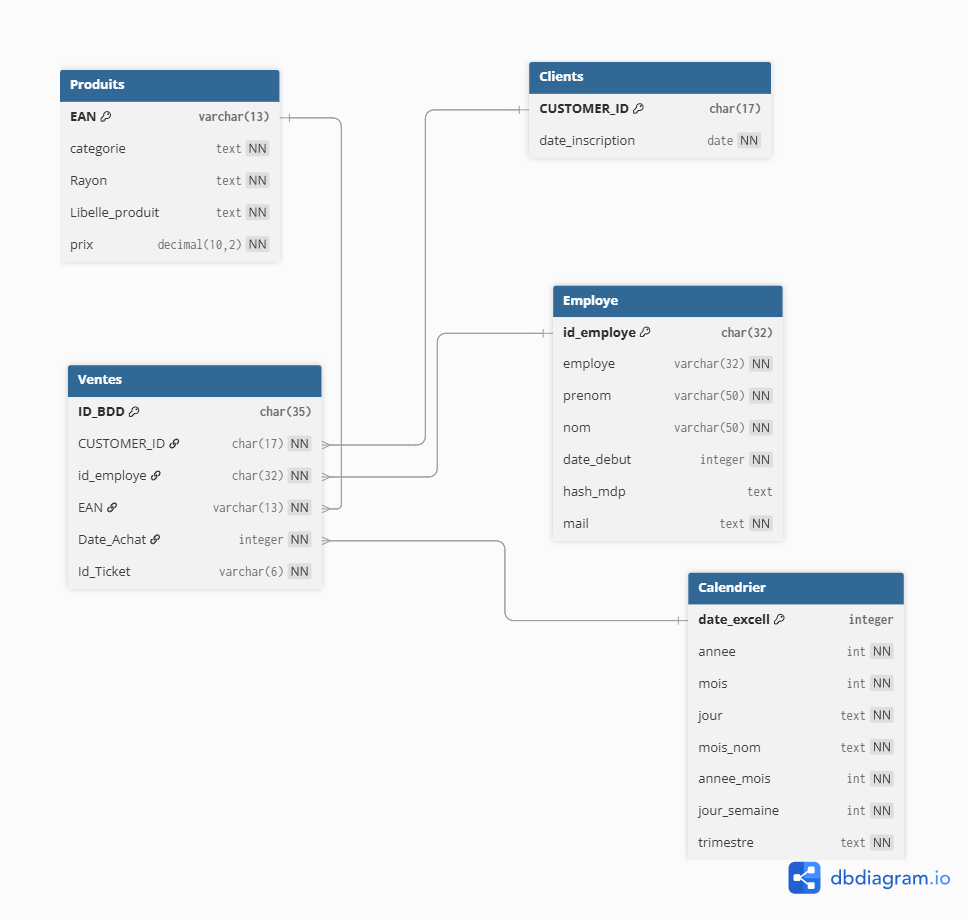 Produits
EAN varchar(13)
categorie text NN
Rayon text NN
Libelle_produit text NN
prix decimal(10,2) NN
Clients
CUSTOMER_ID char(17)
date_inscription date NN
Employe
id_employe char(32)
employe varchar(32) NN
prenom varchar(50) NN
nom varchar(50) NN
date_debut integer NN
hash_mdp text
mail text NN
Ventes
ID_BDD char(35)
CUSTOMER_ID char(17) NN
id_employe char(32) NN
EAN varchar(13) NN
Date_Achat integer NN
Id_Ticket varchar(6) NN
Calendrier
date_excell integer
annee int NN
mois int NN
jour text NN
mois_nom text NN
annee_mois int NN
jour_semaine int NN
trimestre text NN
dbdiagram.io